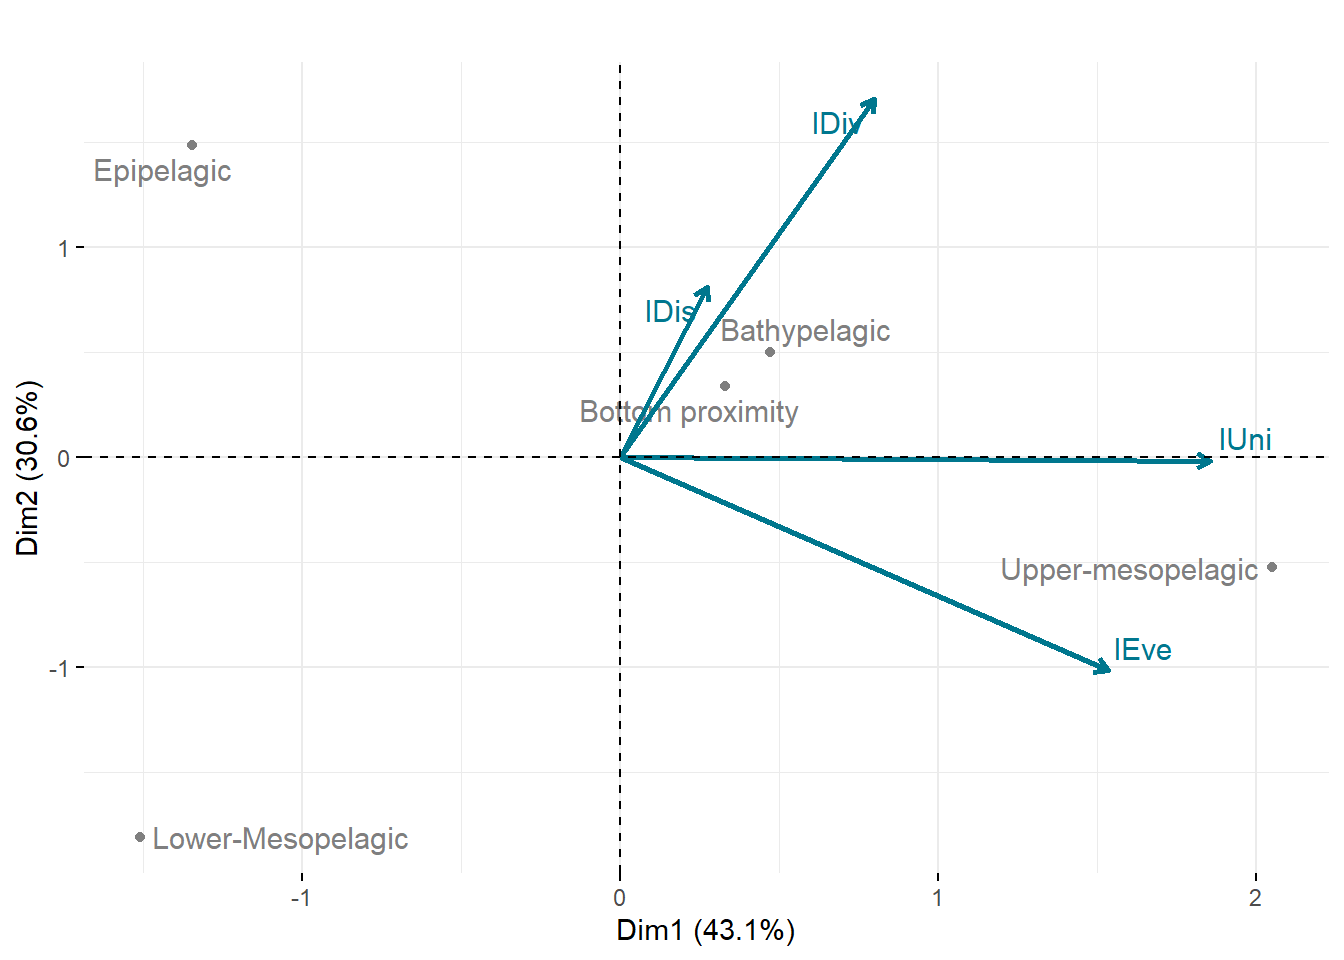 IDiv
Epipelagic
1
IDis
Bathypelagic
Bottom proximity
IUni
0
Upper-mesopelagic
IEve
-1
Lower-Mesopelagic
-1
0
1
2
Dim1 (43.1%)
Dim2 (30.6%)